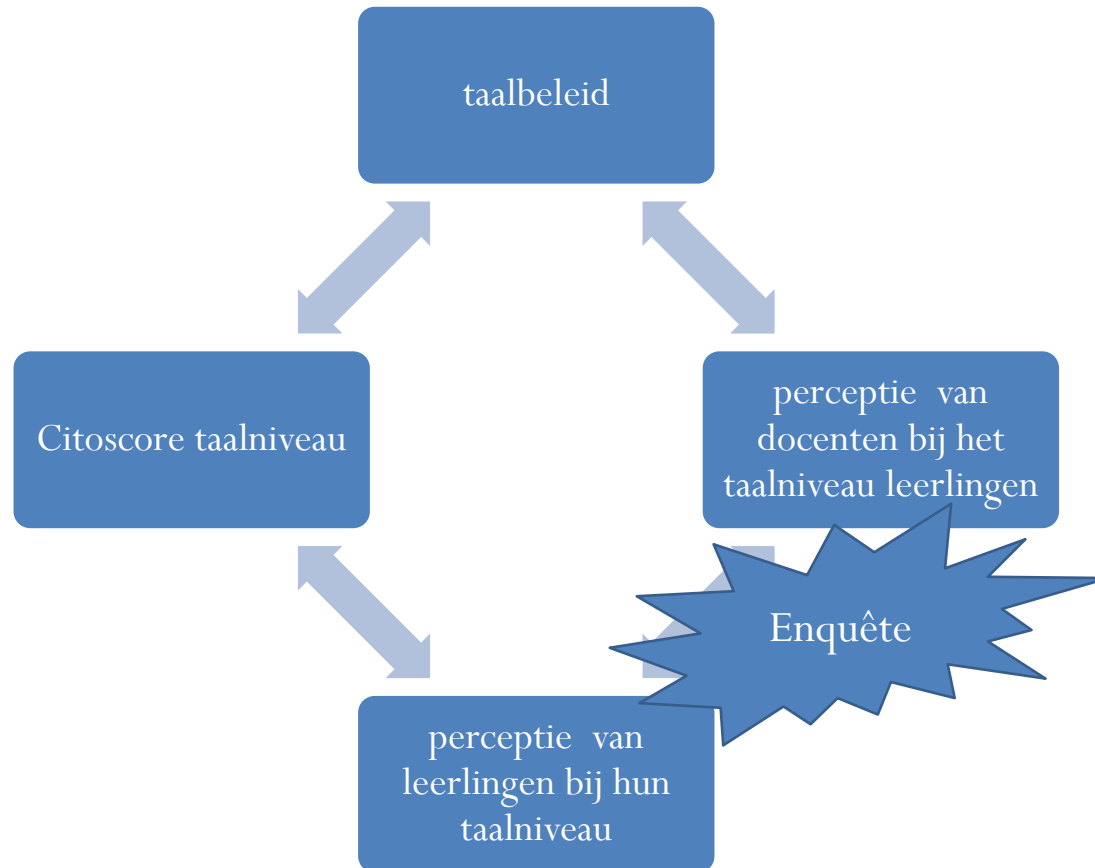 taalbeleid
Citoscore taalniveau
perceptie van
docenten bij het
taalniveau leerlingen
Enquête
perceptie van
leerlingen bij hun
taalniveau